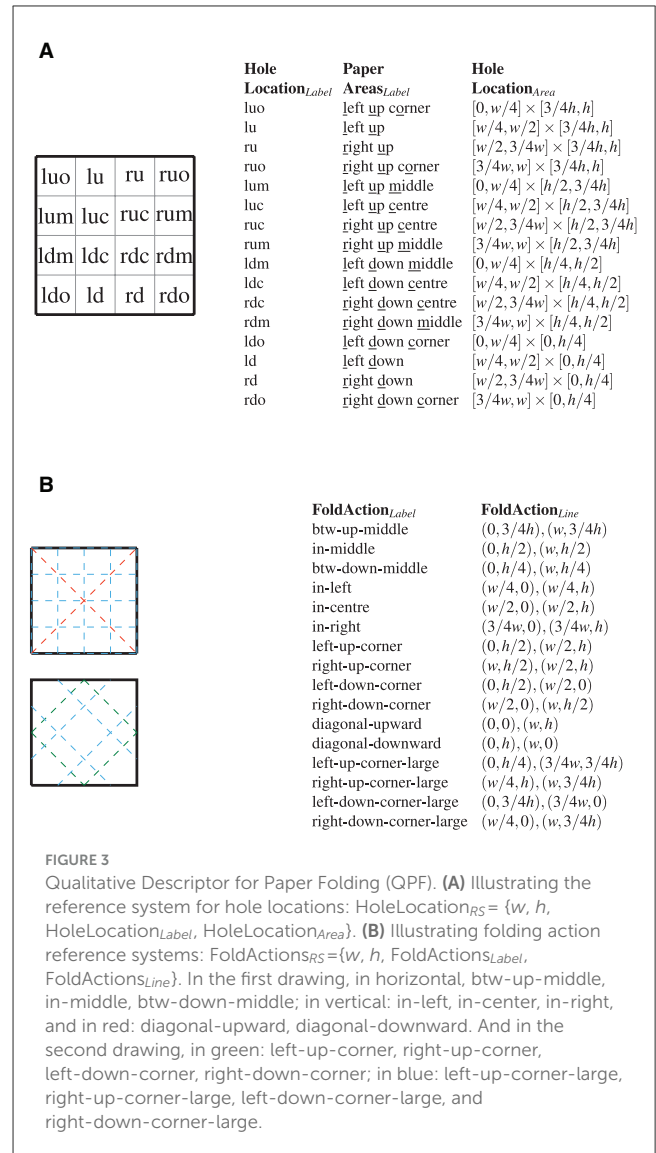 A
Hole Paper Hole
Location_Label Areas_Label Location_Area
luo left up corner [0,w/4] × [3/4h,h]
lu left up [w/4,w/2] × [3/4h,h]
ru right up [w/2,3/4w] × [3/4h,h]
ruo right up corner [3/4w,w] × [3/4h,h]
lum left up middle [0,w/4] × [h/2,3/4h]
luc left up centre [w/4,w/2] × [h/2,3/4h]
ruc right up centre [w/2,3/4w] × [h/2,3/4h]
rum right up middle [3/4w,w] × [h/2,3/4h]
ldm left down middle [0,w/4] × [h/4,h/2]
ldc left down centre [w/4,w/2] × [h/4,h/2]
rdc right down centre [w/2,3/4w] × [h/4,h/2]
rdm right down middle [3/4w,w] × [h/4,h/2]
ldo left down corner [0,w/4] × [0,h/4]
ld left down [w/4,w/2] × [0,h/4]
rd right down [w/2,3/4w] × [0,h/4]
rdo right down corner [3/4w,w] × [0,h/4]
luo lu ru ruo
lum luc ruc rum
ldm ldc rdc rdm
ldo ld rd rdo
B
FoldAction_Label FoldAction_Line
btw-up-middle (0,3/4h),(w,3/4h)
in-middle (0,h/2),(w,h/2)
btw-down-middle (0,h/4),(w,h/4)
in-left (w/4,0),(w/4,h)
in-centre (w/2,0),(w/2,h)
in-right (3/4w,0),(3/4w,h)
left-up-corner (0,h/2),(w/2,h)
right-up-corner (w,h/2),(w/2,h)
left-down-corner (0,h/2),(w/2,0)
right-down-corner (w/2,0),(w,h/2)
diagonal-upward (0,0),(w,h)
diagonal-downward (0,h),(w,0)
left-up-corner-large (0,h/4),(3/4w,3/4h)
right-up-corner-large (w/4,h),(w,3/4h)
left-down-corner-large (0,3/4h),(3/4w,0)
right-down-corner-large (w/4,0),(w,3/4h)
FIGURE 3
Qualitative Descriptor for Paper Folding (QPF). (A) Illustrating the
reference system for hole locations: HoleLocation_RS = {w, h,
HoleLocation_Label, HoleLocation_Area}. (B) Illustrating folding action
reference systems: FoldActions_RS={w, h, FoldActions_Label,
FoldActions_Line}. In the first drawing, in horizontal, btw-up-middle,
in-middle, btw-down-middle; in vertical: in-left, in-center, in-right,
and in red: diagonal-upward, diagonal-downward. And in the
second drawing, in green: left-up-corner, right-up-corner,
left-down-corner, right-down-corner; in blue: left-up-corner-large,
right-up-corner-large, left-down-corner-large, and
right-down-corner-large.